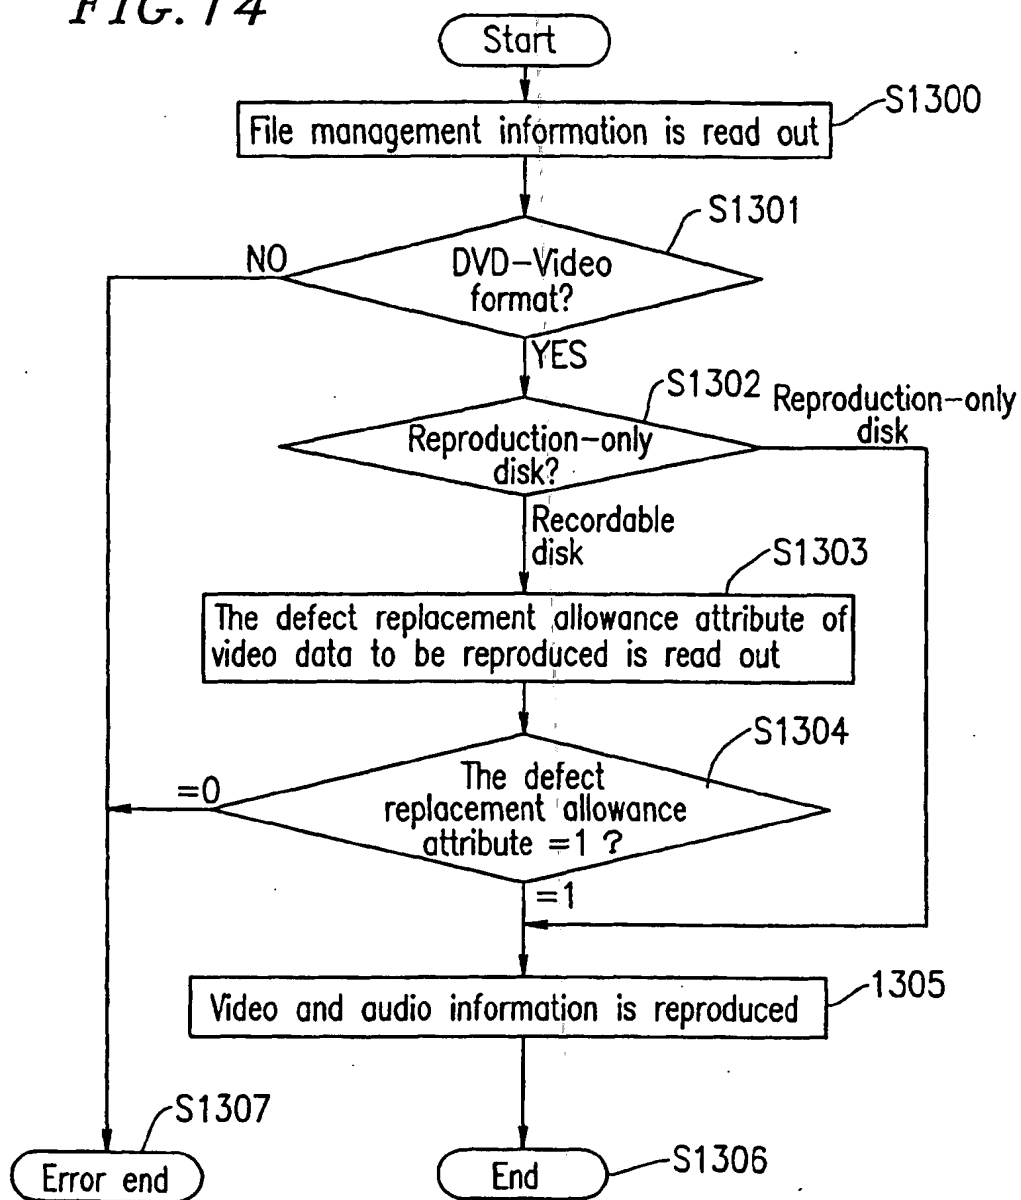 FIG. 14
Start
S1300
File management information is read out
S1301
NO
DVD-Video
format?
YES
S1302
Reproduction-only
disk
Reproduction-only
disk?
Recordable
disk
S1303
The defect replacement allowance attribute of
video data to be reproduced is read out
S1304
=0
The defect
replacement allowance
attribute =1 ?
=1
1305
Video and audio information is reproduced
S1307
Error end
End
S1306